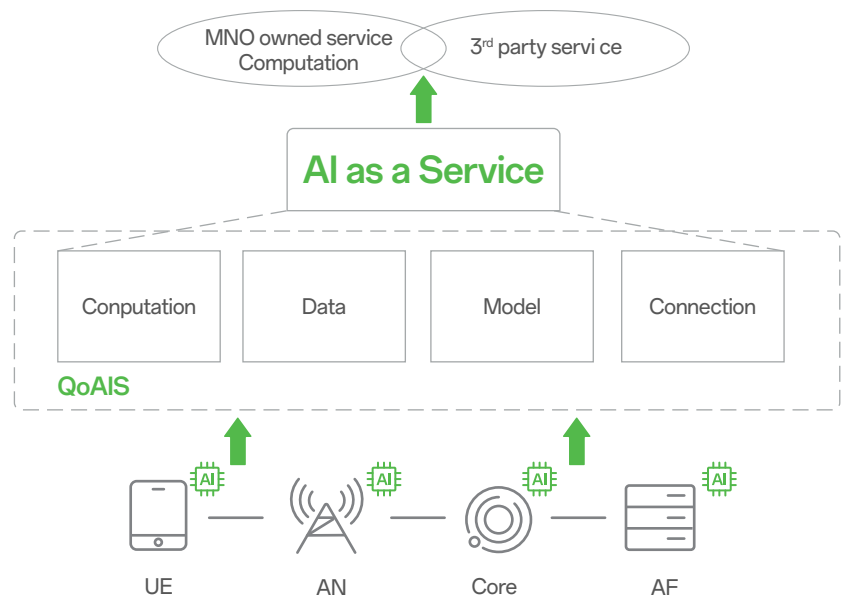 MNO owned service
Computation
3rd party servi ce
AI as a Service
Conputation
Data
Model
Connection
QoAIS
AI
AI
AI
AI
UE
AN
Core
AF